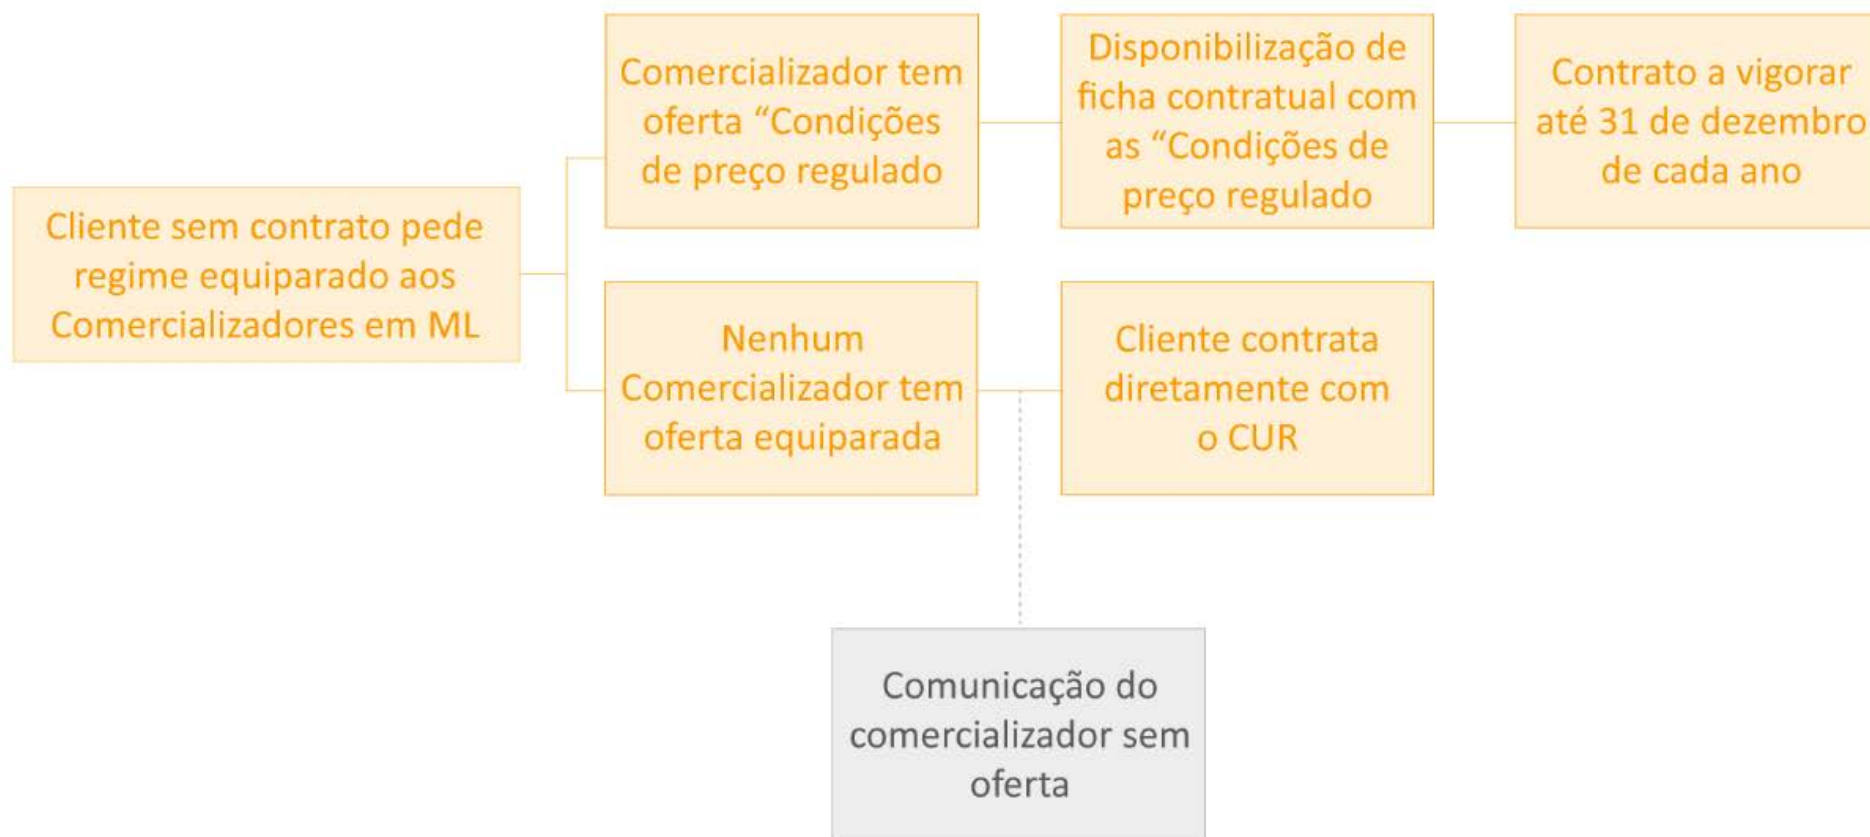 Cliente sem contrato pede
regime equiparado aos
Comercializadores em ML
Comercializador tem
oferta “Condições
de preço regulado
Disponibilização de
ficha contratual com
as “Condições de
preço regulado
Contrato a vigorar
até 31 de dezembro
de cada ano
Nenhum
Comercializador tem
oferta equiparada
Cliente contrata
diretamente com
o CUR
Comunicação do
comercializador sem
oferta